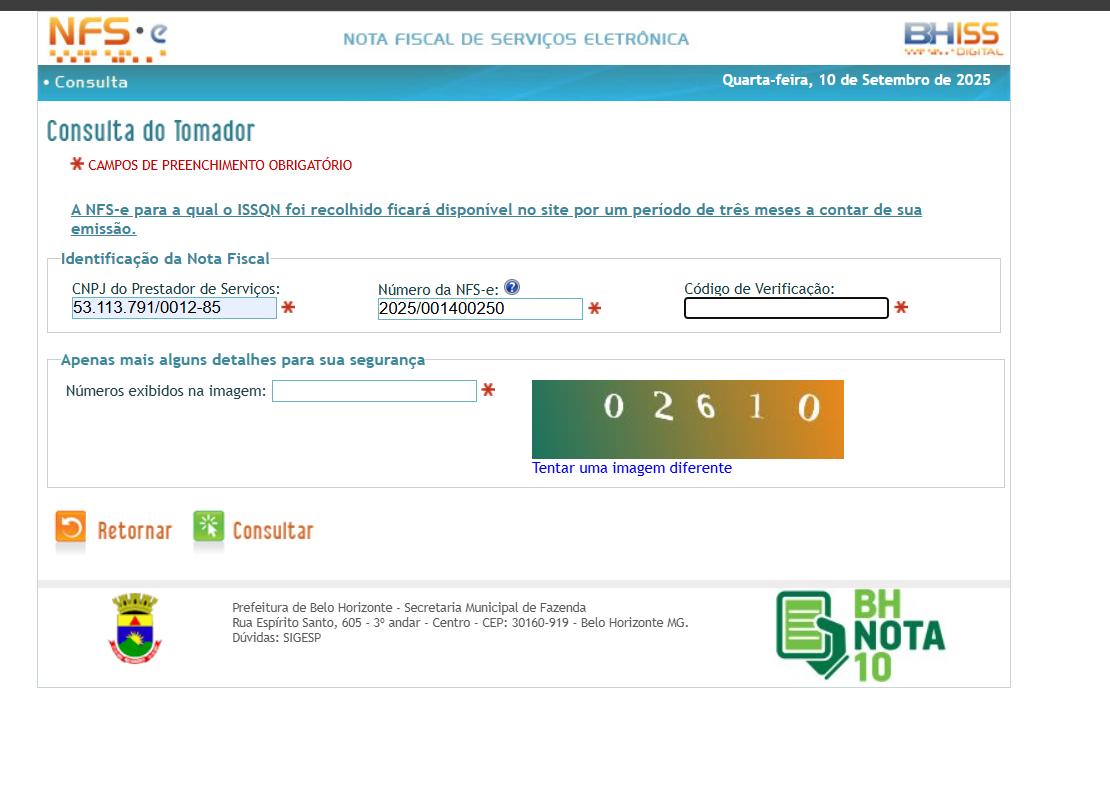 NFS-e
NOTA FISCAL DE SERVIÇOS ELETRÔNICA
BHISS
DIGITAL
• Consulta
Quarta-feira, 10 de Setembro de 2025
Consulta do Tomador
* CAMPOS DE PREENCHIMENTO OBRIGATÓRIO
A NFS-e para a qual o ISSQN foi recolhido ficará disponível no site por um período de três meses a contar de sua
emissão.
Identificação da Nota Fiscal
CNPJ do Prestador de Serviços:
53.113.791/0012-85 *
Número da NFS-e: ?
2025/001400250 *
Código de Verificação:
*
Apenas mais alguns detalhes para sua segurança
Números exibidos na imagem: *
0 2 6 1 0
Tentar uma imagem diferente
Retornar
Consultar
Prefeitura de Belo Horizonte - Secretaria Municipal de Fazenda
Rua Espírito Santo, 605 - 3º andar - Centro - CEP: 30160-919 - Belo Horizonte MG.
Dúvidas: SIGESP
BH
NOTA
10